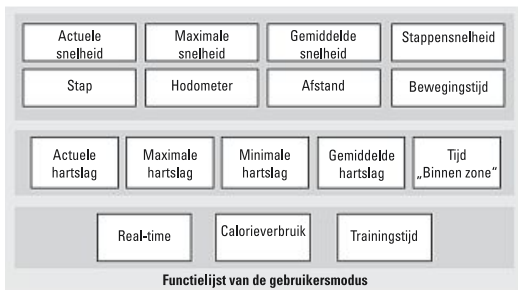 Actuele
snelheid
Maximale
snelheid
Gemiddelde
snelheid
Stappensnelheid
Stap
Hodometer
Afstand
Bewegingstijd
Actuele
hartslag
Maximale
hartslag
Minimale
hartslag
Gemiddelde
hartslag
Tijd
„Binnen zone“
Real-time
Calorieverbruik
Trainingstijd
Functielijst van de gebruikersmodus